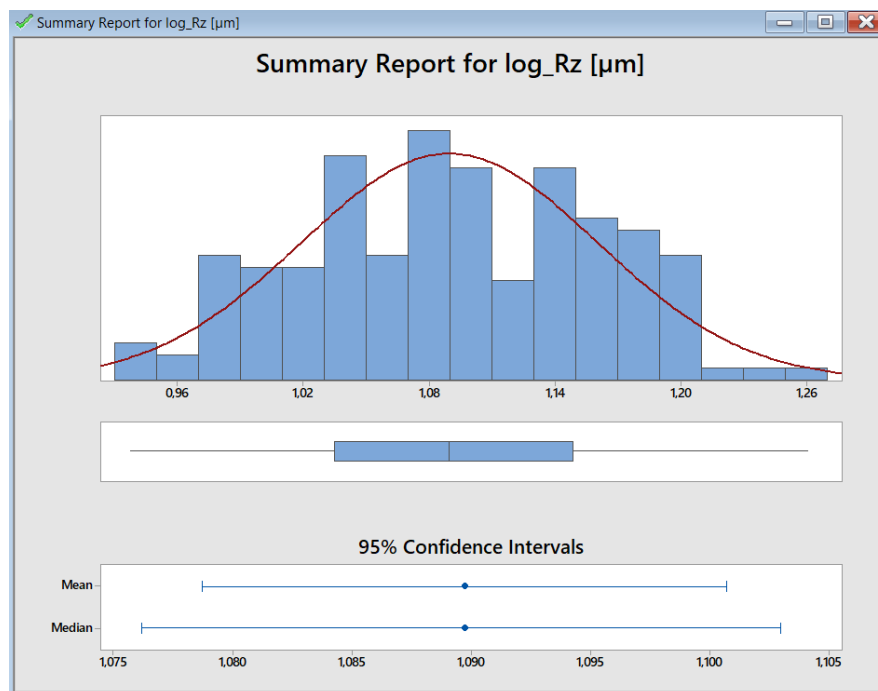 Summary Report for log_Rz [µm]
Summary Report for log_Rz [µm]
0,96 1,02 1,08 1,14 1,20 1,26
95% Confidence Intervals
Mean
Median
1,075 1,080 1,085 1,090 1,095 1,100 1,105